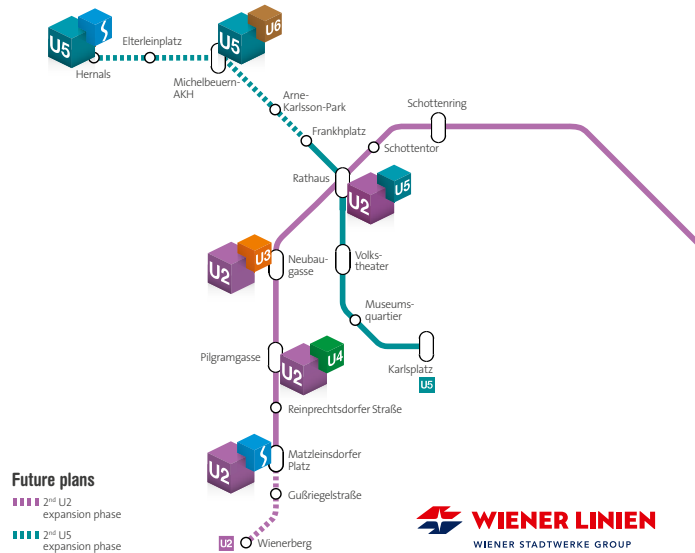 U5
Hernals
Elterleinplatz
U5
U6
Michelbeuern-
AKH
Arne-
Karlsson-Park
Frankhplatz
Schottenring
Schottentor
Rathaus
U2
U5
U2
U3
Neubau-
gasse
Volks-
theater
Museums-
quartier
Karlsplatz
U5
Pilgramgasse
U2
U4
Reinprechtsdorfer Straße
U2
Matzleinsdorfer
Platz
Gußriegelstraße
U2
Wienerberg
Future plans
2nd U2
expansion phase
2nd U5
expansion phase
WIENER LINIEN
WIENER STADTWERKE GROUP